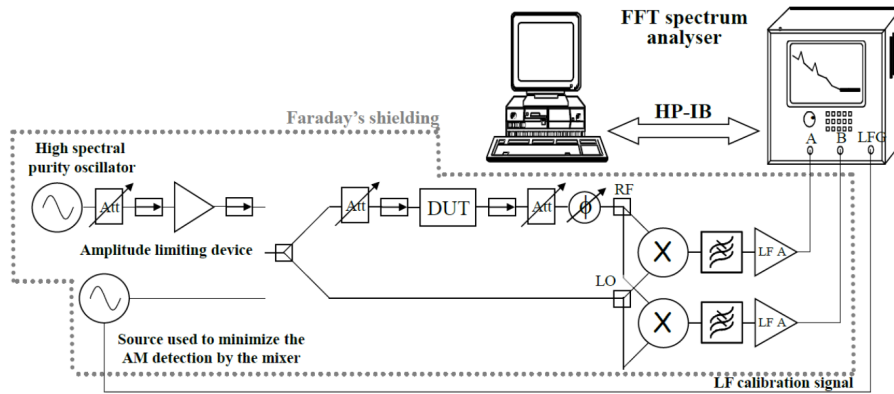 FFT spectrum
analyser
HP-IB
A B LFG
Faraday's shielding
High spectral
purity oscillator
Att
Att
DUT
Att
ϕ
RF
Amplitude limiting device
X
LF A
LO
X
LF A
Source used to minimize the
AM detection by the mixer
LF calibration signal